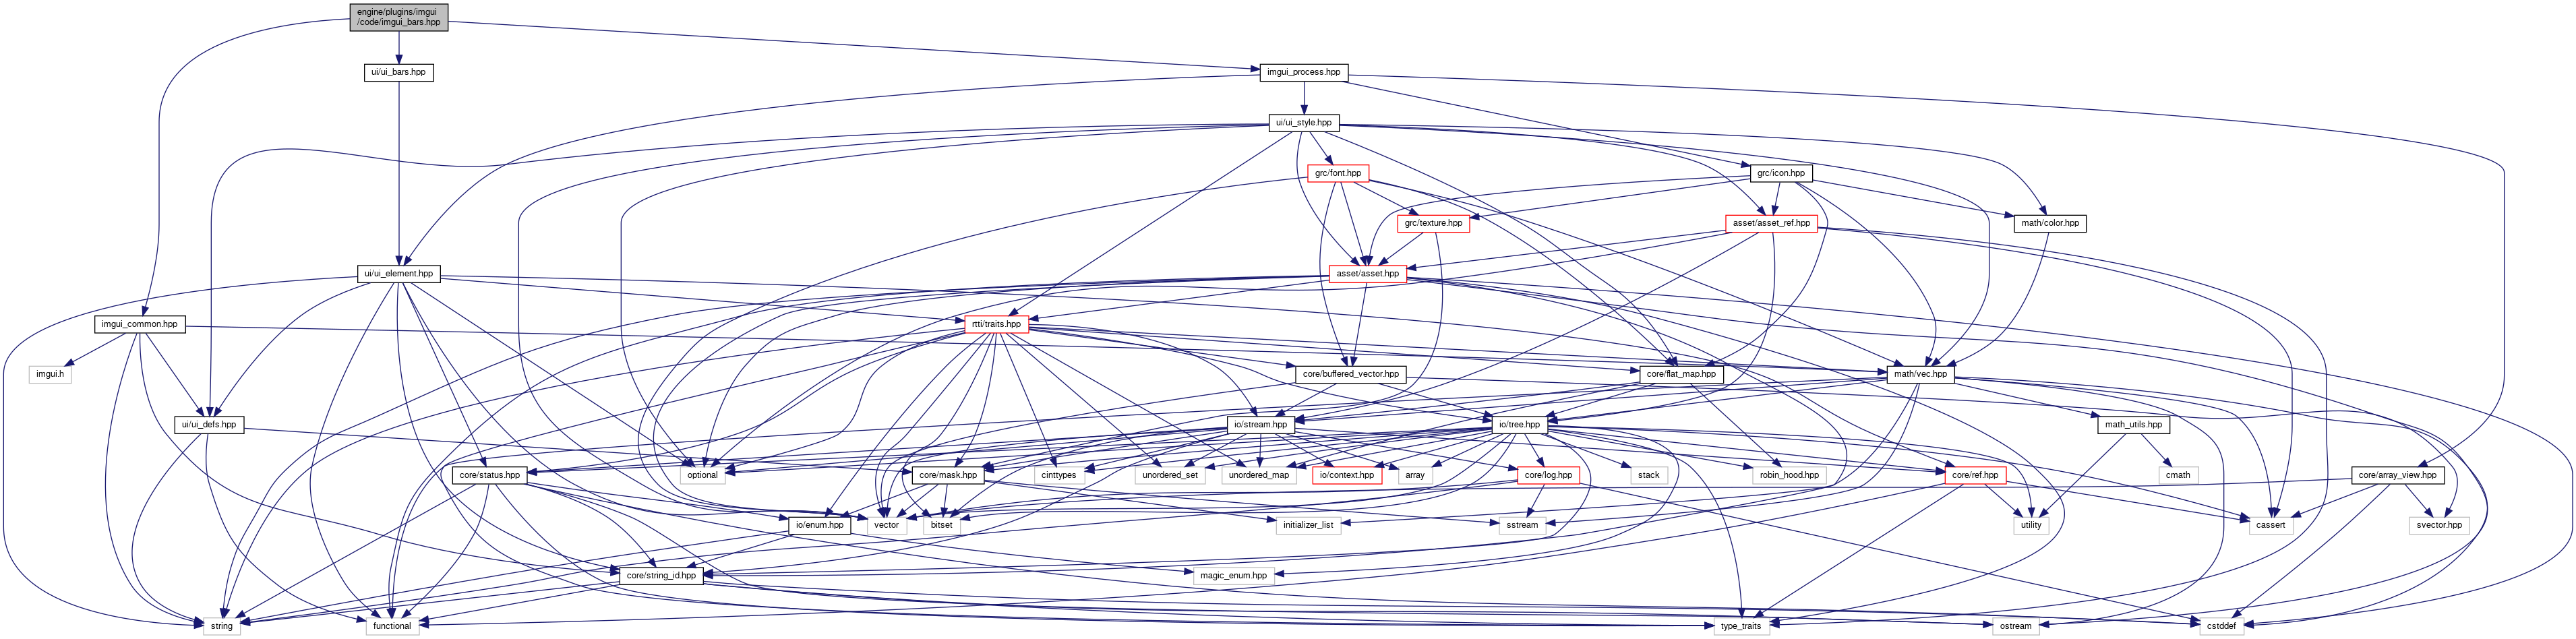 engine/plugins/imgui
/code/imgui_bars.hpp
ui/ui_bars.hpp
imgui_process.hpp
ui/ui_style.hpp
grc/font.hpp
grc/icon.hpp
grc/texture.hpp
asset/asset_ref.hpp
math/color.hpp
ui/ui_element.hpp
asset/asset.hpp
imgui_common.hpp
rtti/traits.hpp
imgui.h
core/buffered_vector.hpp
core/flat_map.hpp
math/vec.hpp
ui/ui_defs.hpp
io/stream.hpp
io/tree.hpp
math_utils.hpp
core/status.hpp
optional
core/mask.hpp
cinttypes
unordered_set
unordered_map
io/context.hpp
array
core/log.hpp
stack
robin_hood.hpp
core/ref.hpp
cmath
core/array_view.hpp
io/enum.hpp
vector
bitset
initializer_list
sstream
utility
cassert
svector.hpp
core/string_id.hpp
magic_enum.hpp
string
functional
type_traits
ostream
cstddef